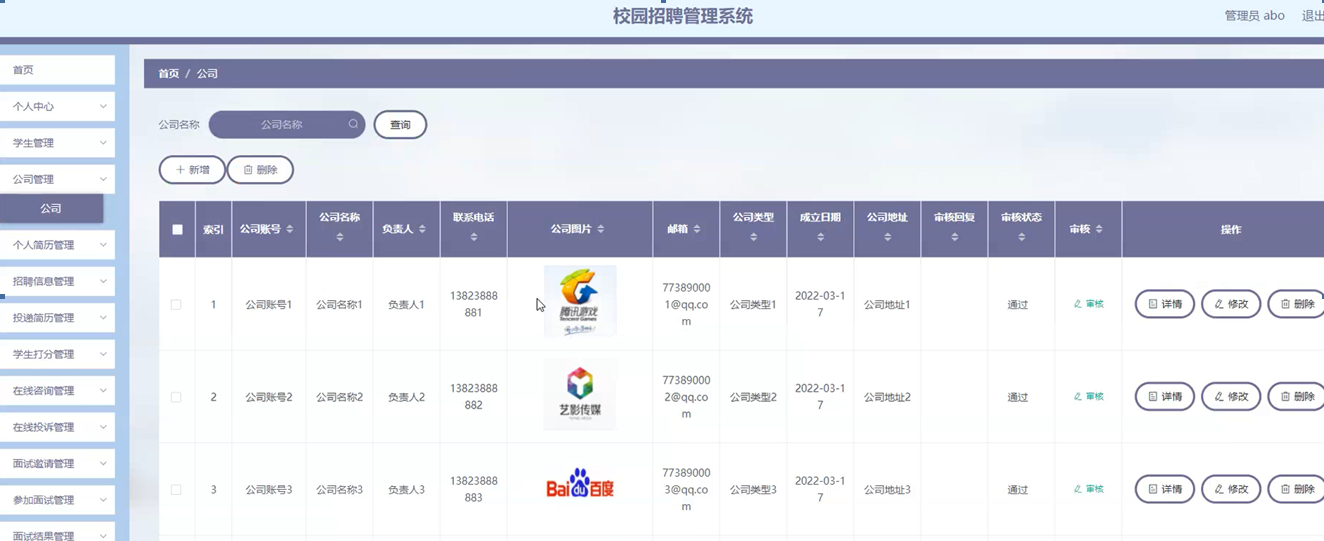 校园招聘管理系统
管理员 abo 退出
首页
个人中心
学生管理
公司管理
公司
个人简历管理
招聘信息管理
投递简历管理
学生打分管理
在线咨询管理
在线投诉管理
面试邀请管理
参加面试管理
面试结果管理
首页 / 公司
公司名称 公司名称 查询
新增 删除
索引 公司账号 公司名称 负责人 联系电话 公司图片 邮箱 公司类型 成立日期 公司地址 审核回复 审核状态 审核 操作
1 公司账号1 公司名称1 负责人1 13823888881 腾讯游戏 Tencent Games 773890001@qq.com 公司类型1 2022-03-17 公司地址1 通过 审核 详情 修改 删除
2 公司账号2 公司名称2 负责人2 13823888882 艺影传媒 773890002@qq.com 公司类型2 2022-03-17 公司地址2 通过 审核 详情 修改 删除
3 公司账号3 公司名称3 负责人3 13823888883 Baidu百度 773890003@qq.com 公司类型3 2022-03-17 公司地址3 通过 审核 详情 修改 删除